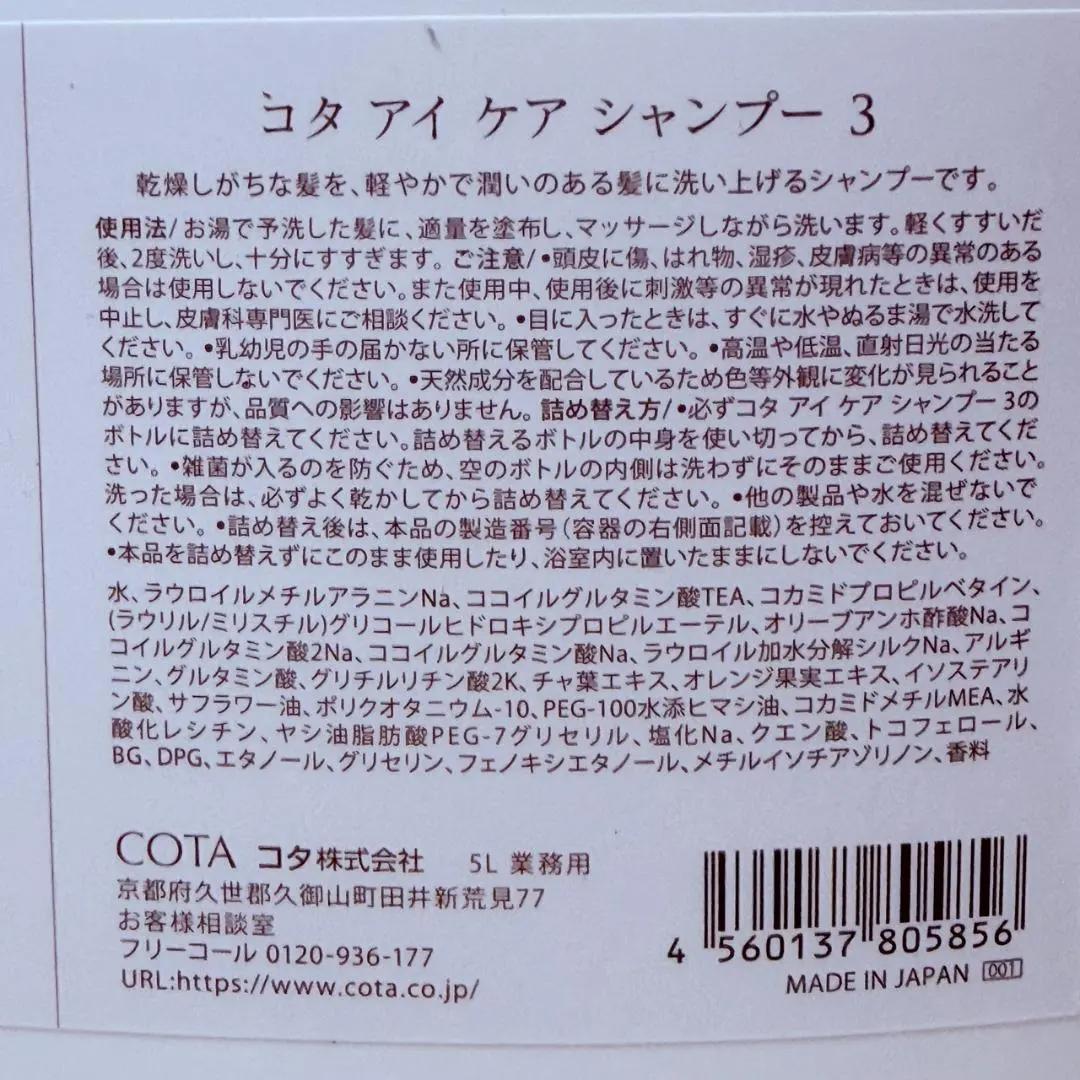 コタ アイ ケア シャンプー 3
乾燥しがちな髪を、軽やかで潤いのある髪に洗い上げるシャンプーです。
使用法/お湯で予洗した髪に、適量を塗布し、マッサージしながら洗います。軽くすすいだ
後、2度洗いし、十分にすすぎます。ご注意/•頭皮に傷、はれ物、湿疹、皮膚病等の異常のある
場合は使用しないでください。また使用中、使用後に刺激等の異常が現れたときは、使用を
中止し、皮膚科専門医にご相談ください。•目に入ったときは、すぐに水やぬるま湯で水洗して
ください。•乳幼児の手の届かない所に保管してください。•高温や低温、直射日光の当たる
場所に保管しないでください。•天然成分を配合しているため色等外観に変化が見られること
がありますが、品質への影響はありません。詰め替え方/•必ずコタ アイ ケア シャンプー 3の
ボトルに詰め替えてください。詰め替えるボトルの中身を使い切ってから、詰め替えてくだ
さい。•雑菌が入るのを防ぐため、空のボトルの内側は洗わずにそのままご使用ください。
洗った場合は、必ずよく乾かしてから詰め替えてください。•他の製品や水を混ぜないで
ください。•詰め替え後は、本品の製造番号(容器の右側面記載)を控えておいてください。
•本品を詰め替えずにこのまま使用したり、浴室内に置いたままにしないでください。
水、ラウロイルメチルアラニンNa、ココイルグルタミン酸TEA、コカミドプロピルベタイン、
(ラウリル/ミリスチル)グリコールヒドロキシプロピルエーテル、オリーブアンホ酢酸Na、コ
コイルグルタミン酸2Na、ココイルグルタミン酸Na、ラウロイル加水分解シルクNa、アルギ
ニン、グルタミン酸、グリチルリチン酸2K、チャ葉エキス、オレンジ果実エキス、イソステアリ
ン酸、サフラワー油、ポリクオタニウム-10、PEG-100水添ヒマシ油、コカミドメチルMEA、水
酸化レシチン、ヤシ油脂肪酸PEG-7グリセリル、塩化Na、クエン酸、トコフェロール、
BG、DPG、エタノール、グリセリン、フェノキシエタノール、メチルイソチアゾリノン、香料
COTA コタ株式会社 5L 業務用
京都府久世郡久御山町田井新荒見77
お客様相談室
フリーコール 0120-936-177
URL:https://www.cota.co.jp/
4 560137 805856
MADE IN JAPAN 001